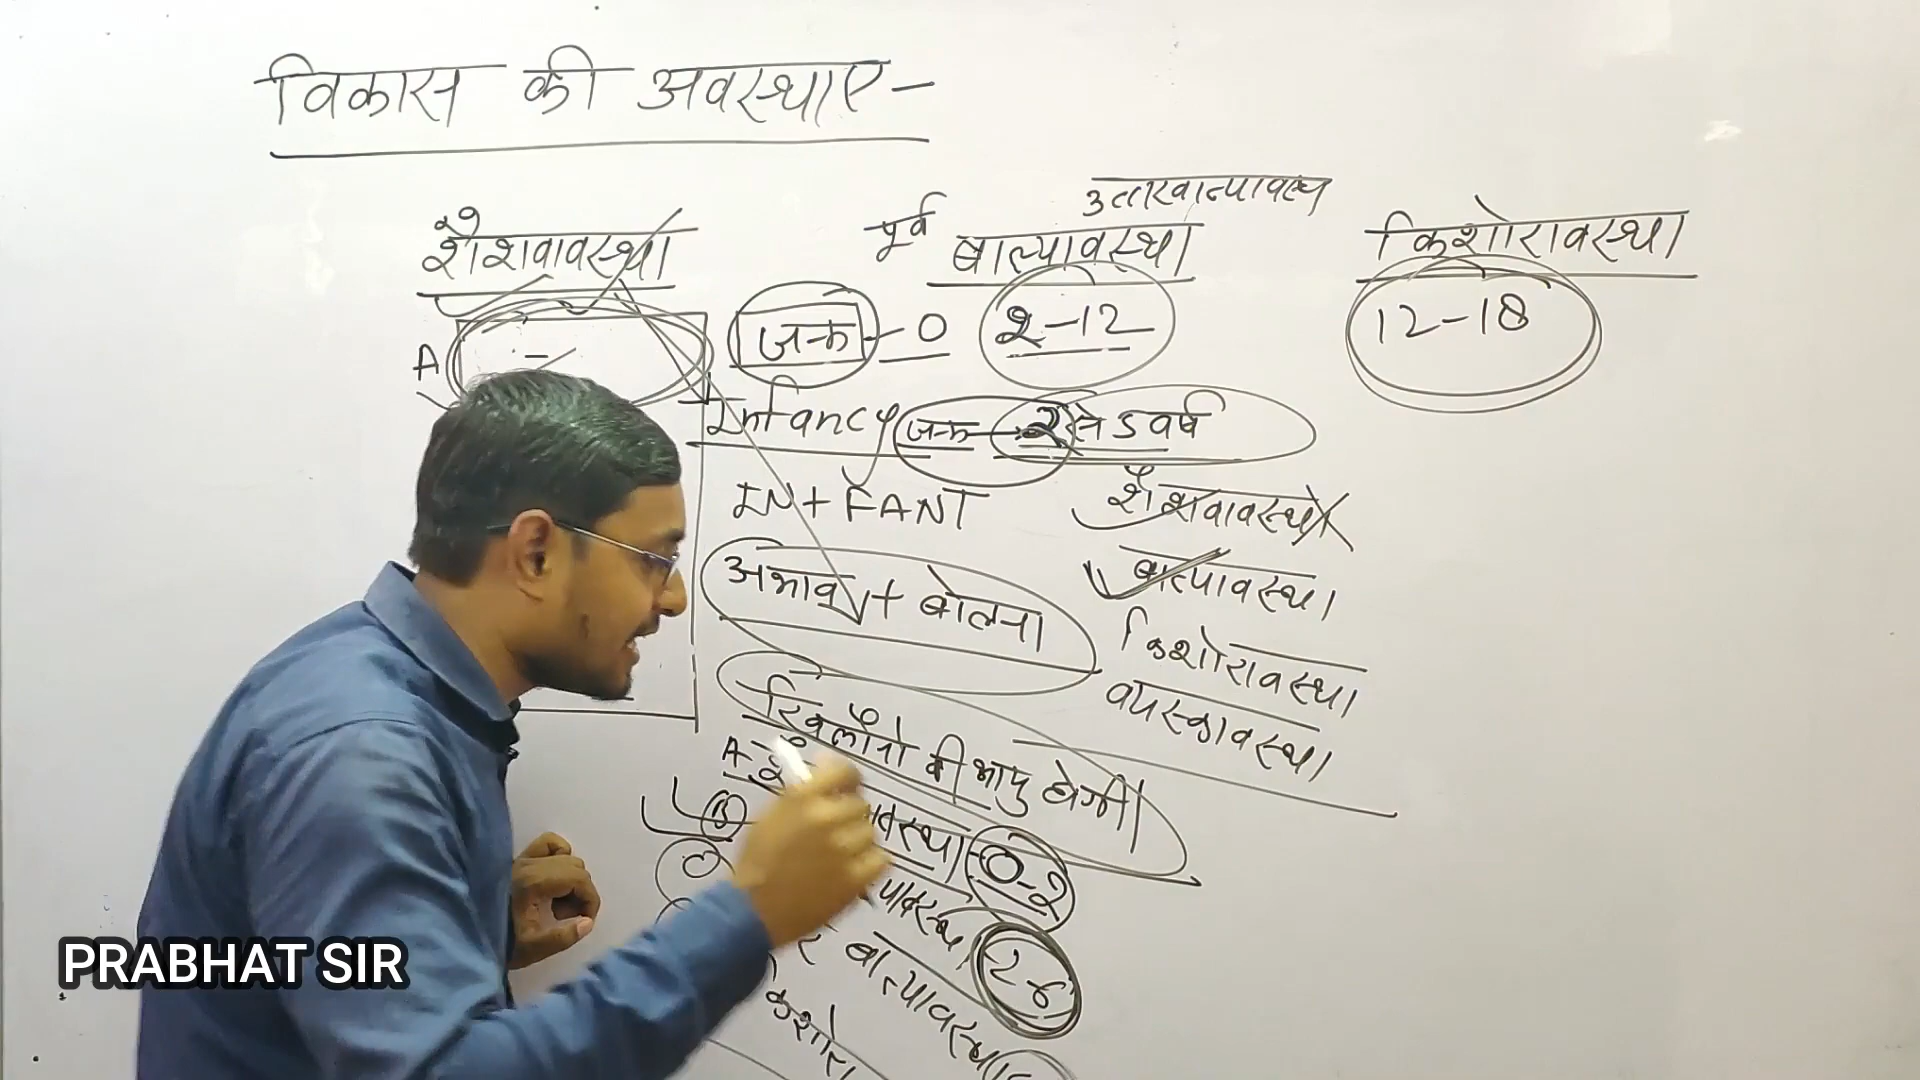 विकास की अवस्थाए -
उत्तरबाल्यावस्थ
शैशवावस्था
पूर्व बाल्यावस्था
किशोरावस्था
A
जन्म - 0
2-12
12-18
Infancy जन्म - 2 से 5 वर्ष
IN + FANT
शैशवावस्था
अभाव + बोलना
बाल्यावस्था
किशोरावस्था
वयस्कावस्था
खिलौनो की आयु होगी।
A-
B
0-2
2-6
बाल्यावस्था
PRABHAT SIR